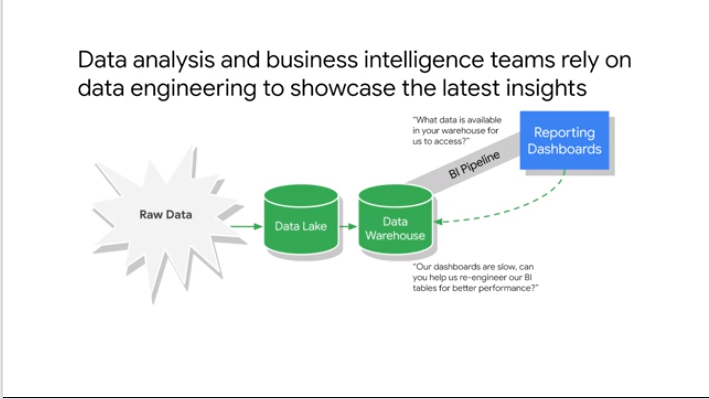 Data analysis and business intelligence teams rely on
data engineering to showcase the latest insights
"What data is available
in your warehouse for
us to access?"
Reporting
Dashboards
BI Pipeline
Raw Data
Data Lake
Data
Warehouse
"Our dashboards are slow, can
you help us re-engineer our BI
tables for better performance?"